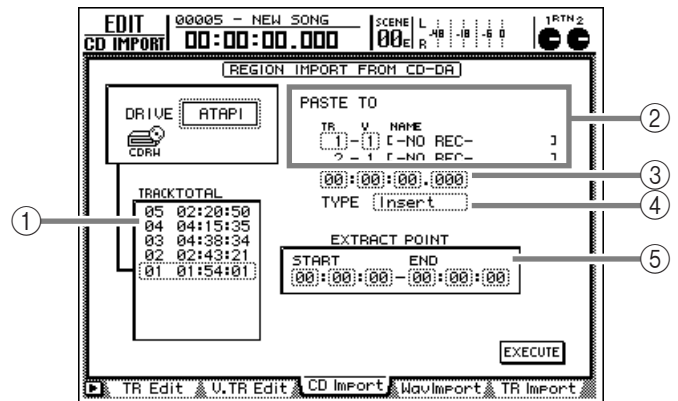 EDIT
CD IMPORT
00005 - NEW SONG
00:00:00.000
SCENE
00E
L
R -48 -18 -6 0
1 RTN 2
REGION IMPORT FROM CD-DA
DRIVE ATAPI
CDRW
PASTE TO
TR V NAME
1 - 1 [-NO REC- ]
2 - 1 [-NO REC- ]
②
00:00:00.000
③
TYPE Insert
④
TRACK TOTAL
①
05 02:20:50
04 04:15:35
03 04:38:34
02 02:43:21
01 01:54:01
EXTRACT POINT
START END
00:00:00-00:00:00
⑤
EXECUTE
TR Edit V.TR Edit CD Import WavImport TR Import